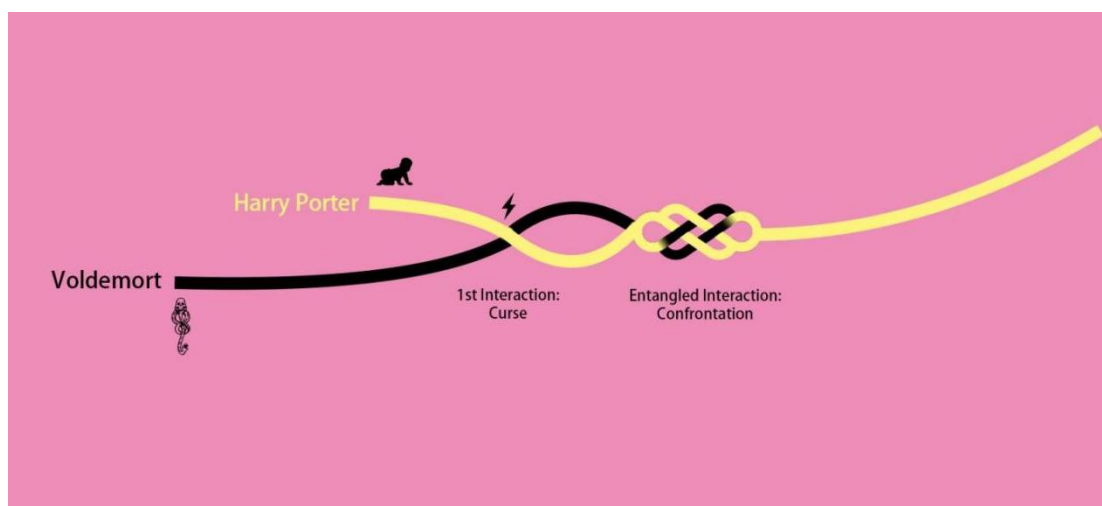 Harry Porter
Voldemort
1st Interaction:
Curse
Entangled Interaction:
Confrontation